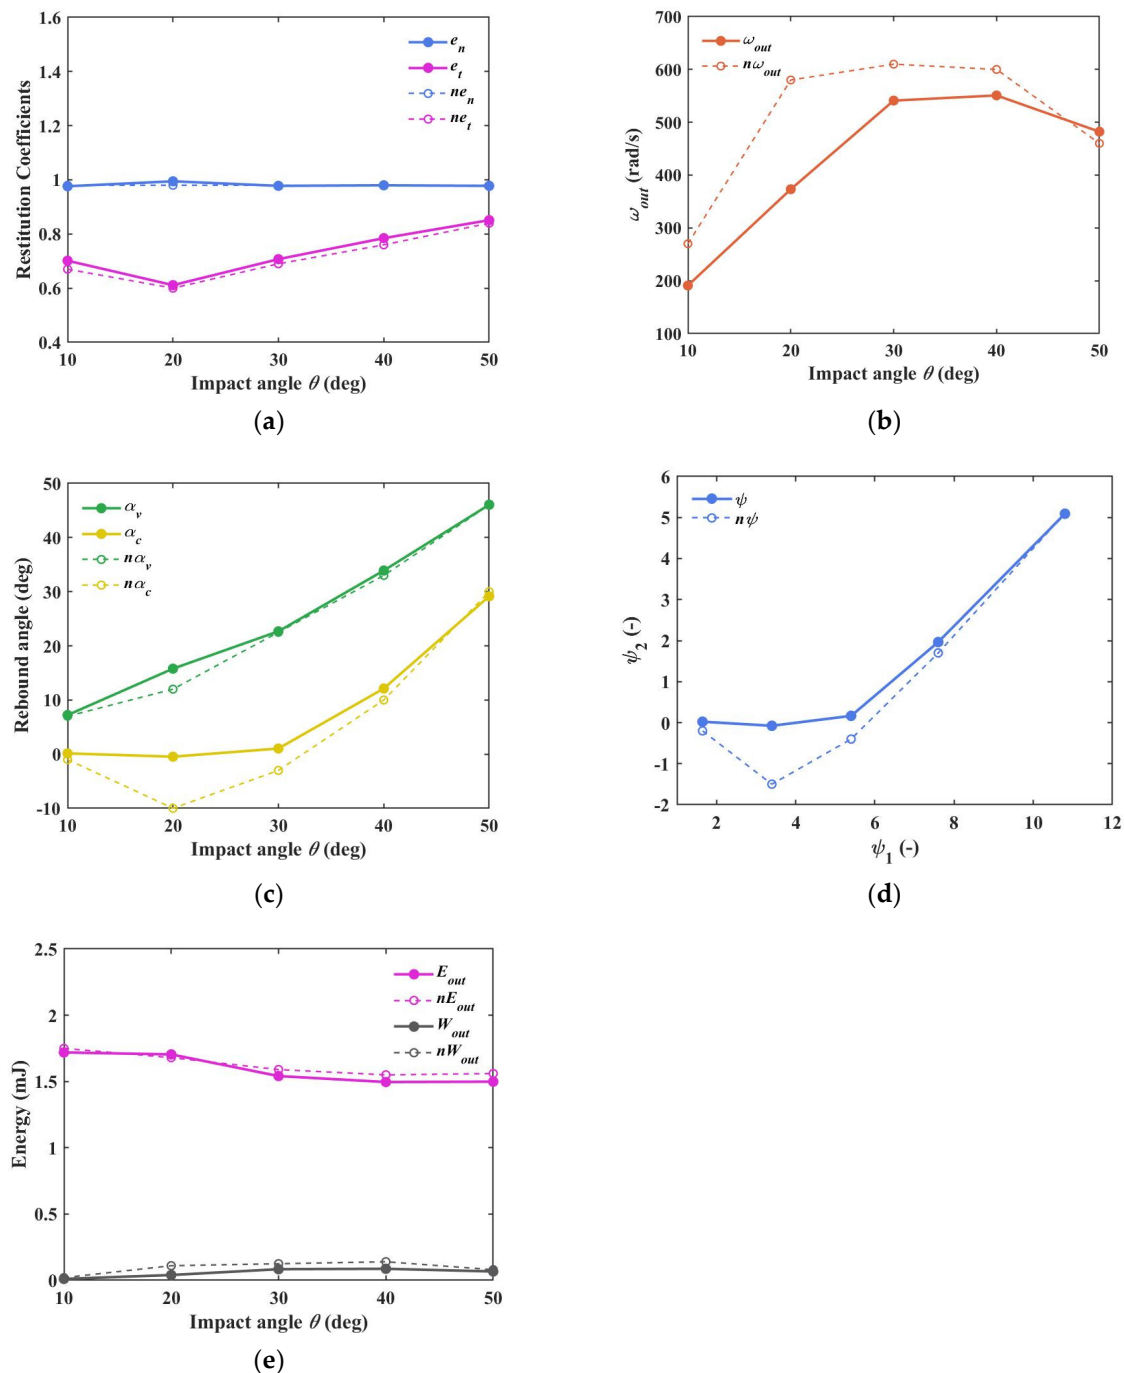 1.6
1.4
1.2
1
0.8
0.6
0.4
Restitution Coefficients
e_n
e_t
ne_n
ne_t
10 20 30 40 50
Impact angle θ (deg)
(a)
700
600
500
400
300
200
100
ω_out (rad/s)
ω_out
nω_out
10 20 30 40 50
Impact angle θ (deg)
(b)
50
40
30
20
10
0
-10
Rebound angle (deg)
α_v
α_c
nα_v
nα_c
10 20 30 40 50
Impact angle θ (deg)
(c)
6
5
4
3
2
1
0
-1
-2
ψ_2 (-)
ψ
nψ
2 4 6 8 10 12
ψ_1 (-)
(d)
2.5
2
1.5
1
0.5
0
Energy (mJ)
E_out
nE_out
W_out
nW_out
10 20 30 40 50
Impact angle θ (deg)
(e)